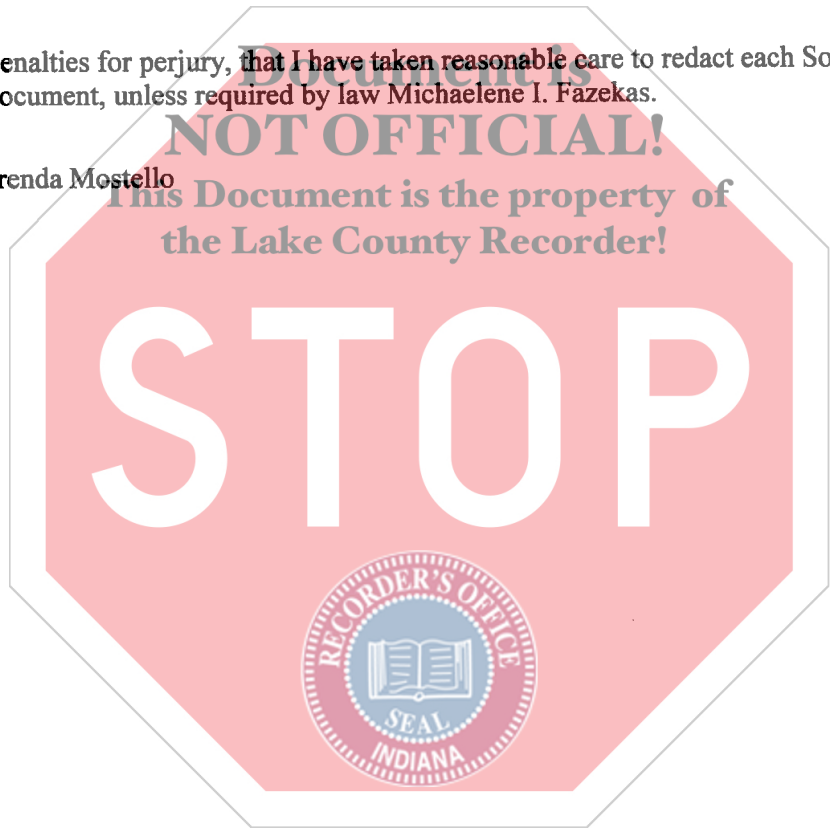 enalties for perjury, that I have taken reasonable care to redact each So
ocument, unless required by law Michaelene I. Fazekas.
renda Mostello
Document is
NOT OFFICIAL!
This Document is the property of
the Lake County Recorder!
STOP
RECORDER'S OFFICE
SEAL
INDIANA